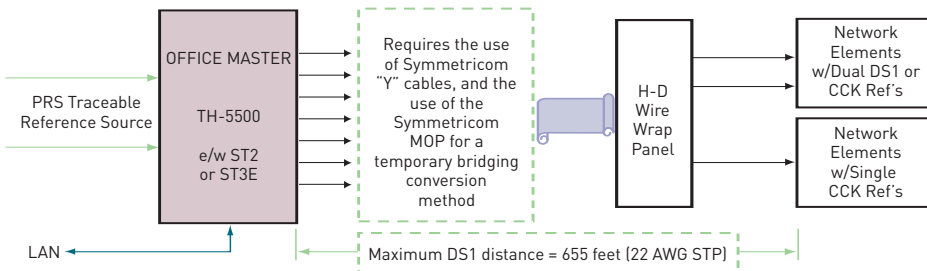 PRS Traceable
Reference Source
LAN
OFFICE MASTER
TH-5500
e/w ST2
or ST3E
Requires the use
of Symmetricom
“Y” cables, and the
use of the
Symmetricom
MOP for a
temporary bridging
conversion
method
H-D
Wire
Wrap
Panel
Network
Elements
w/Dual DS1 or
CCK Ref's
Network
Elements
w/Single
CCK Ref's
Maximum DS1 distance = 655 feet (22 AWG STP)